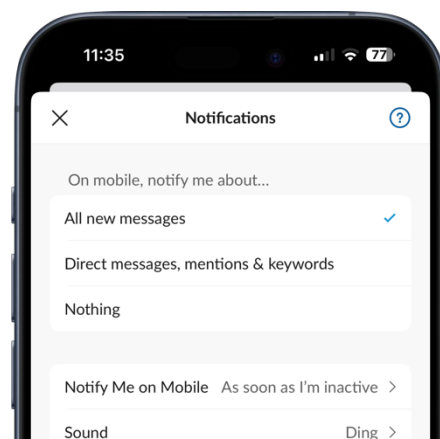 11:35
77
Notifications
?
On mobile, notify me about...
All new messages
Direct messages, mentions & keywords
Nothing
Notify Me on Mobile As soon as I'm inactive
Sound Ding